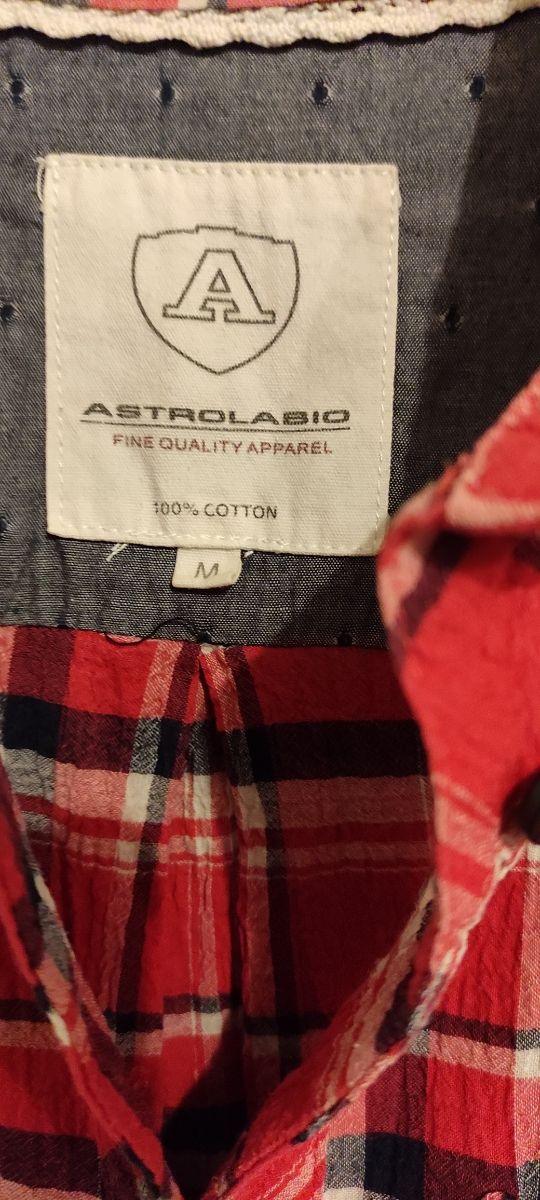 A
ASTROLABIO
FINE QUALITY APPAREL
100% COTTON
M